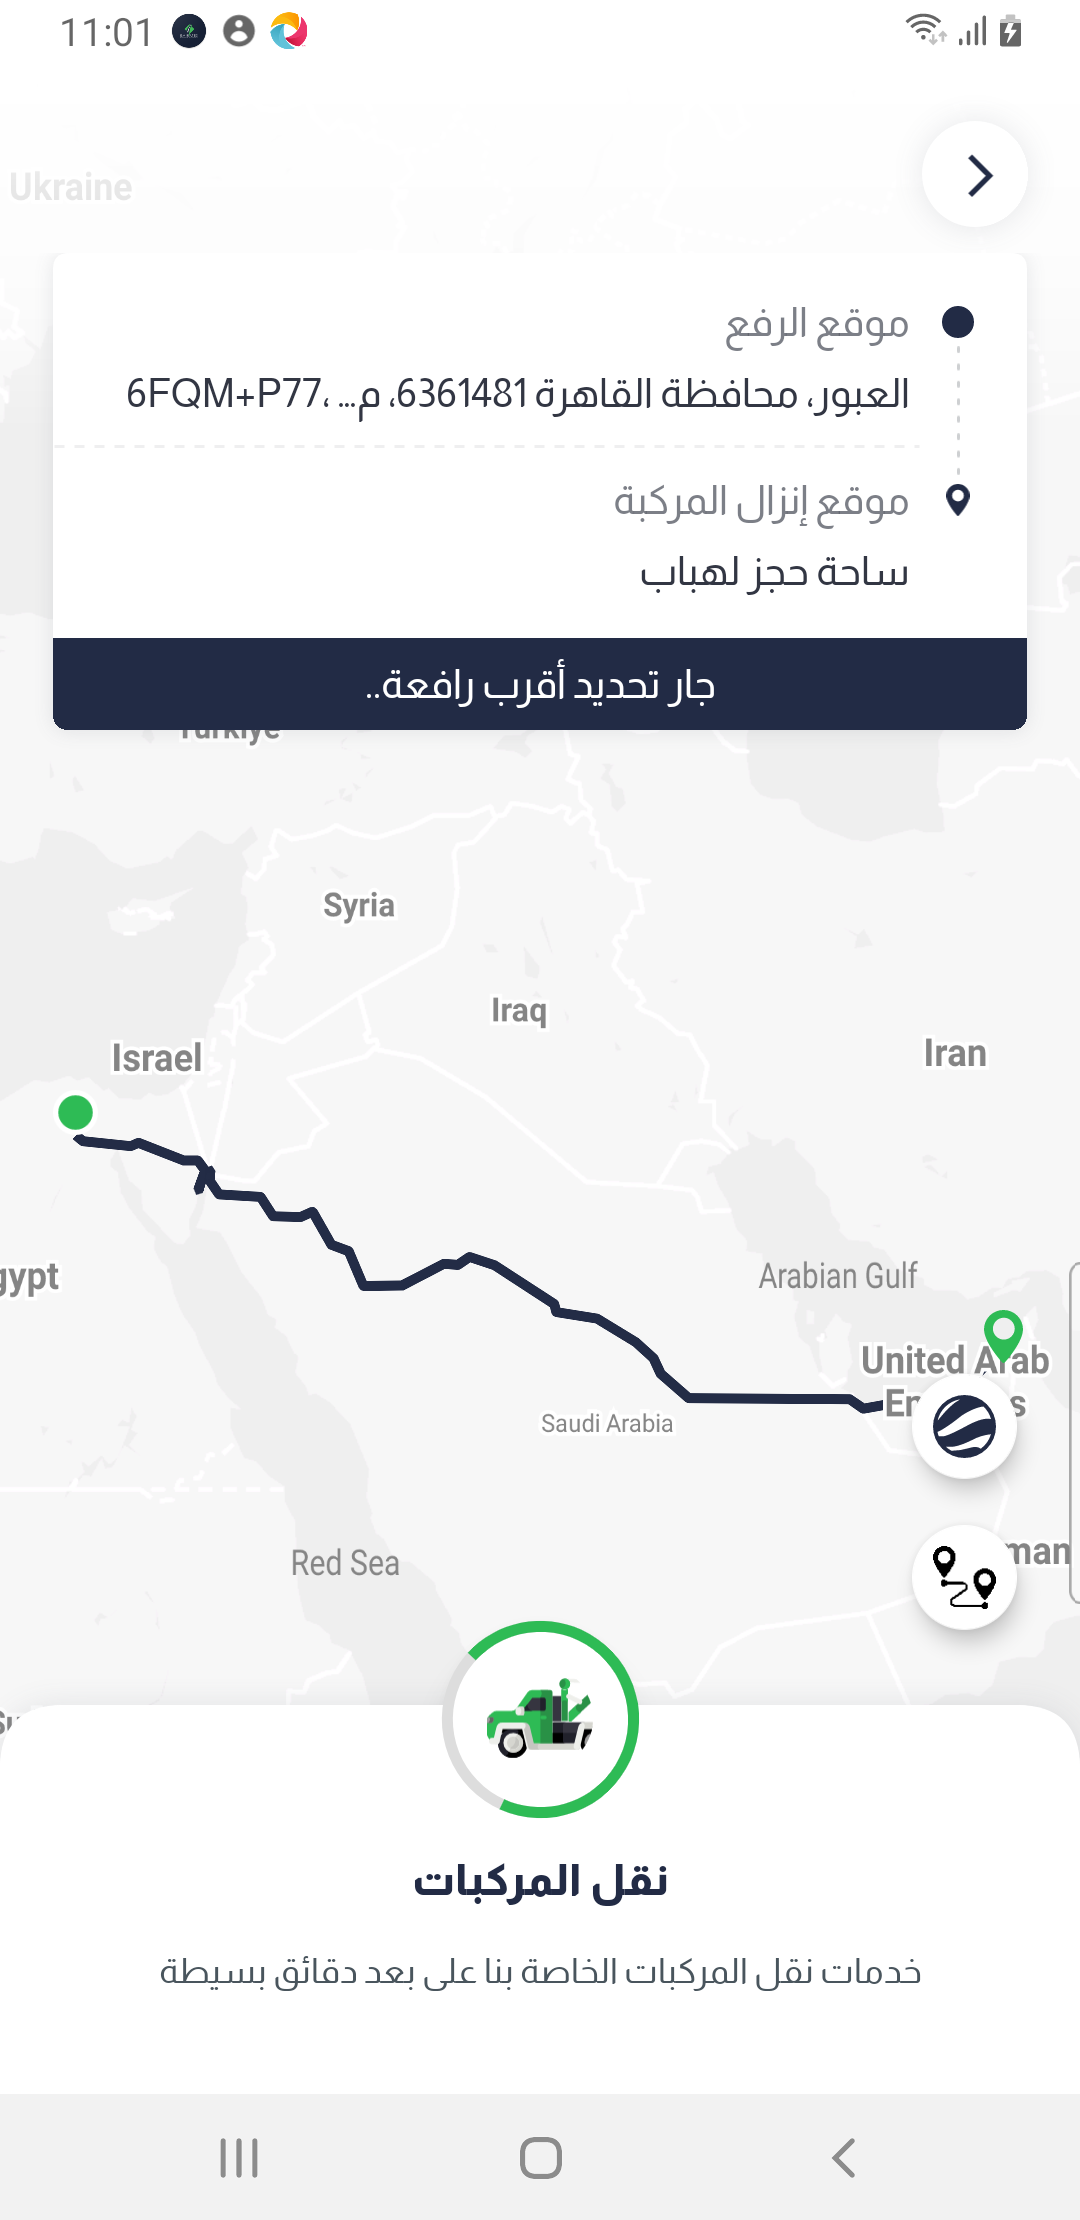 11:01
Ukraine
موقع الرفع
6FQM+P77، العبور، محافظة القاهرة 6361481، م...
موقع إنزال المركبة
ساحة حجز لهباب
جار تحديد أقرب رافعة..
Türkiye
Syria
Iraq
Israel
Iran
gypt
Arabian Gulf
United Arab
Em s
Saudi Arabia
Red Sea
man
Su
نقل المركبات
خدمات نقل المركبات الخاصة بنا على بعد دقائق بسيطة